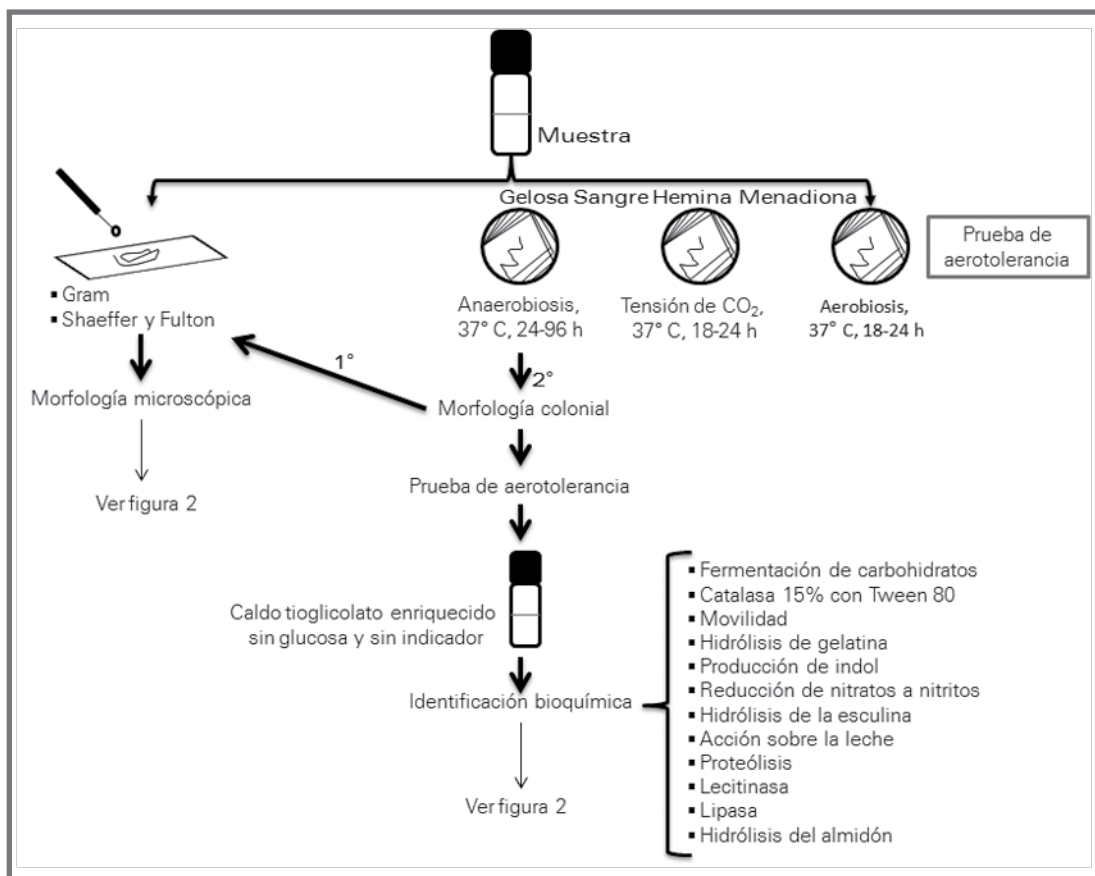 Muestra
Gelosa Sangre Hemina Menadiona
Prueba de
aerotolerancia
▪ Gram
▪ Shaeffer y Fulton
Anaerobiosis,
37° C, 24-96 h
Tensión de CO₂,
37° C, 18-24 h
Aerobiosis,
37° C, 18-24 h
1°
2°
Morfología microscópica
Morfología colonial
Ver figura 2
Prueba de aerotolerancia
Caldo tioglicolato enriquecido
sin glucosa y sin indicador
Identificación bioquímica
Ver figura 2
▪ Fermentación de carbohidratos
▪ Catalasa 15% con Tween 80
▪ Movilidad
▪ Hidrólisis de gelatina
▪ Producción de indol
▪ Reducción de nitratos a nitritos
▪ Hidrólisis de la esculina
▪ Acción sobre la leche
▪ Proteólisis
▪ Lecitinasa
▪ Lipasa
▪ Hidrólisis del almidón